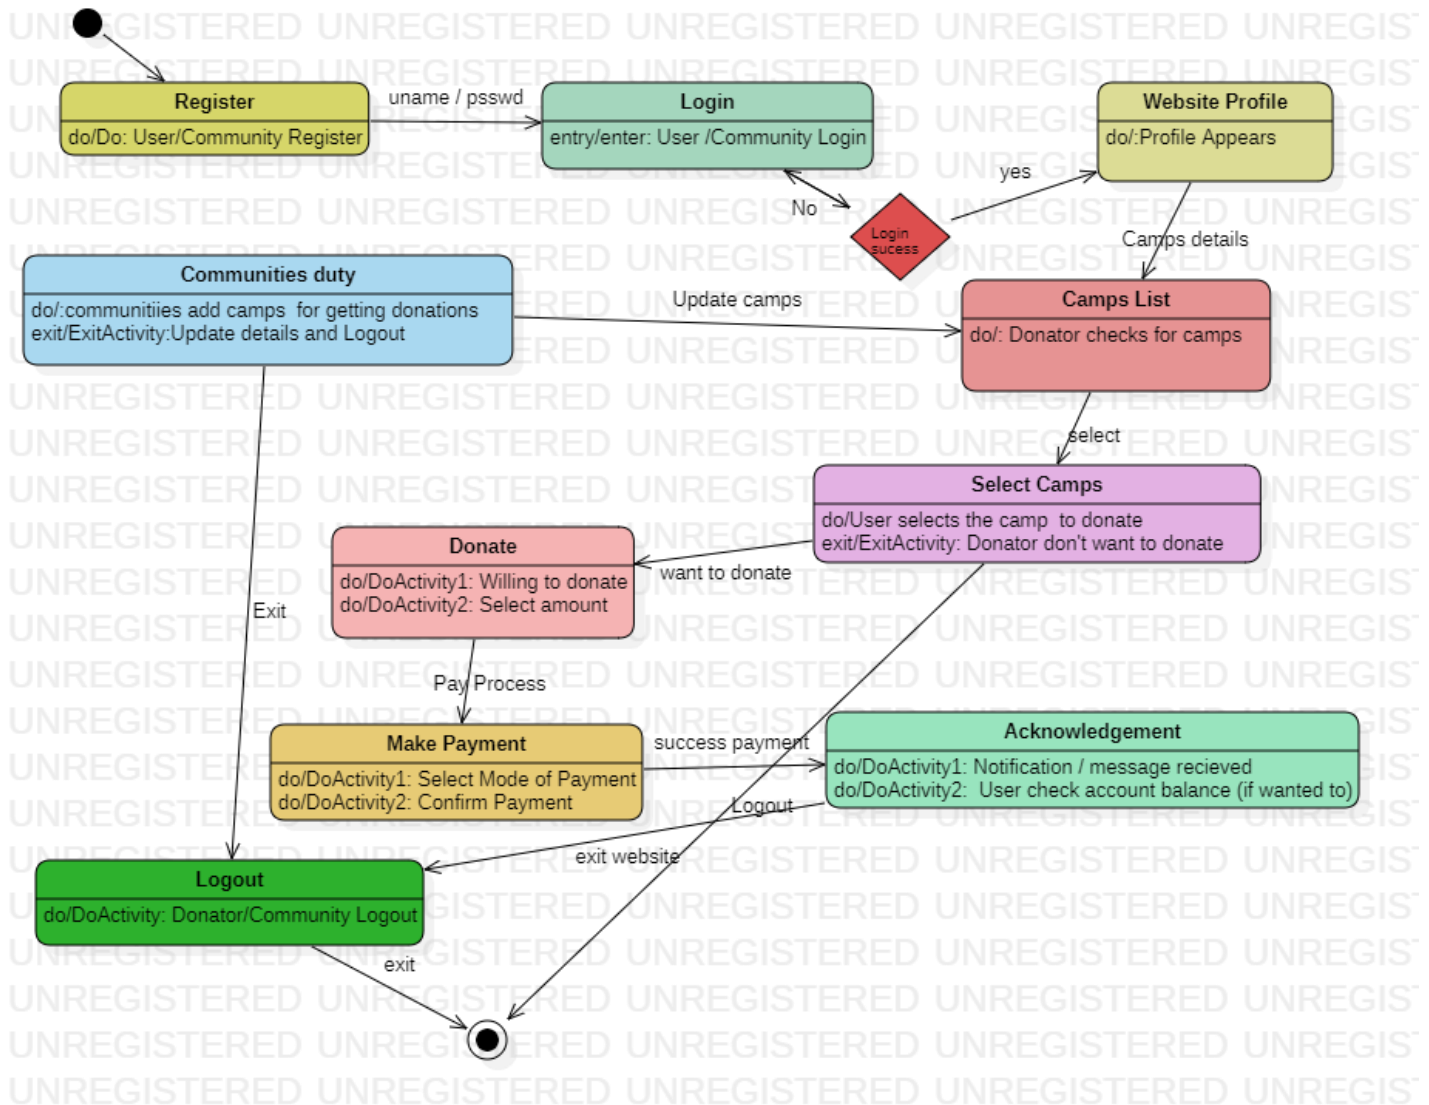 Register
do/Do: User/Community Register
uname / psswd
Login
entry/enter: User /Community Login
Website Profile
do/:Profile Appears
No
Login
sucess
yes
Camps details
Communities duty
do/:communitiies add camps  for getting donations
exit/ExitActivity:Update details and Logout
Update camps
Camps List
do/: Donator checks for camps
select
Select Camps
do/User selects the camp  to donate
exit/ExitActivity: Donator don't want to donate
want to donate
Donate
do/DoActivity1: Willing to donate
do/DoActivity2: Select amount
Exit
Pay Process
Make Payment
do/DoActivity1: Select Mode of Payment
do/DoActivity2: Confirm Payment
success payment
Acknowledgement
do/DoActivity1: Notification / message recieved
do/DoActivity2:  User check account balance (if wanted to)
Logout
exit website
Logout
do/DoActivity: Donator/Community Logout
exit
UNREGISTERED